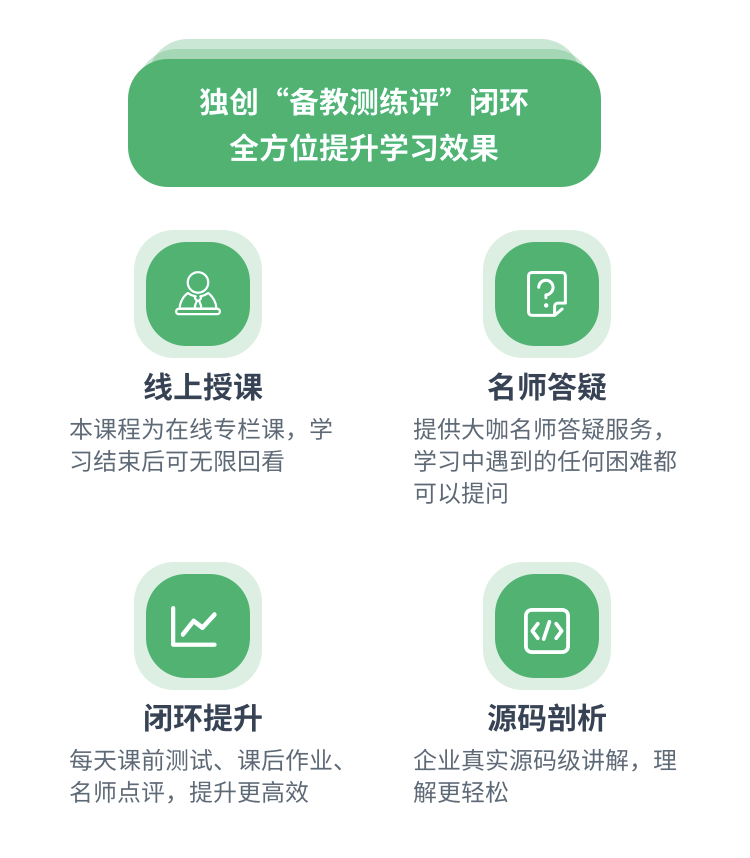 独创“备教测练评”闭环
全方位提升学习效果
线上授课
本课程为在线专栏课，学
习结束后可无限回看
名师答疑
提供大咖名师答疑服务，
学习中遇到的任何困难都
可以提问
闭环提升
每天课前测试、课后作业、
名师点评，提升更高效
源码剖析
企业真实源码级讲解，理
解更轻松